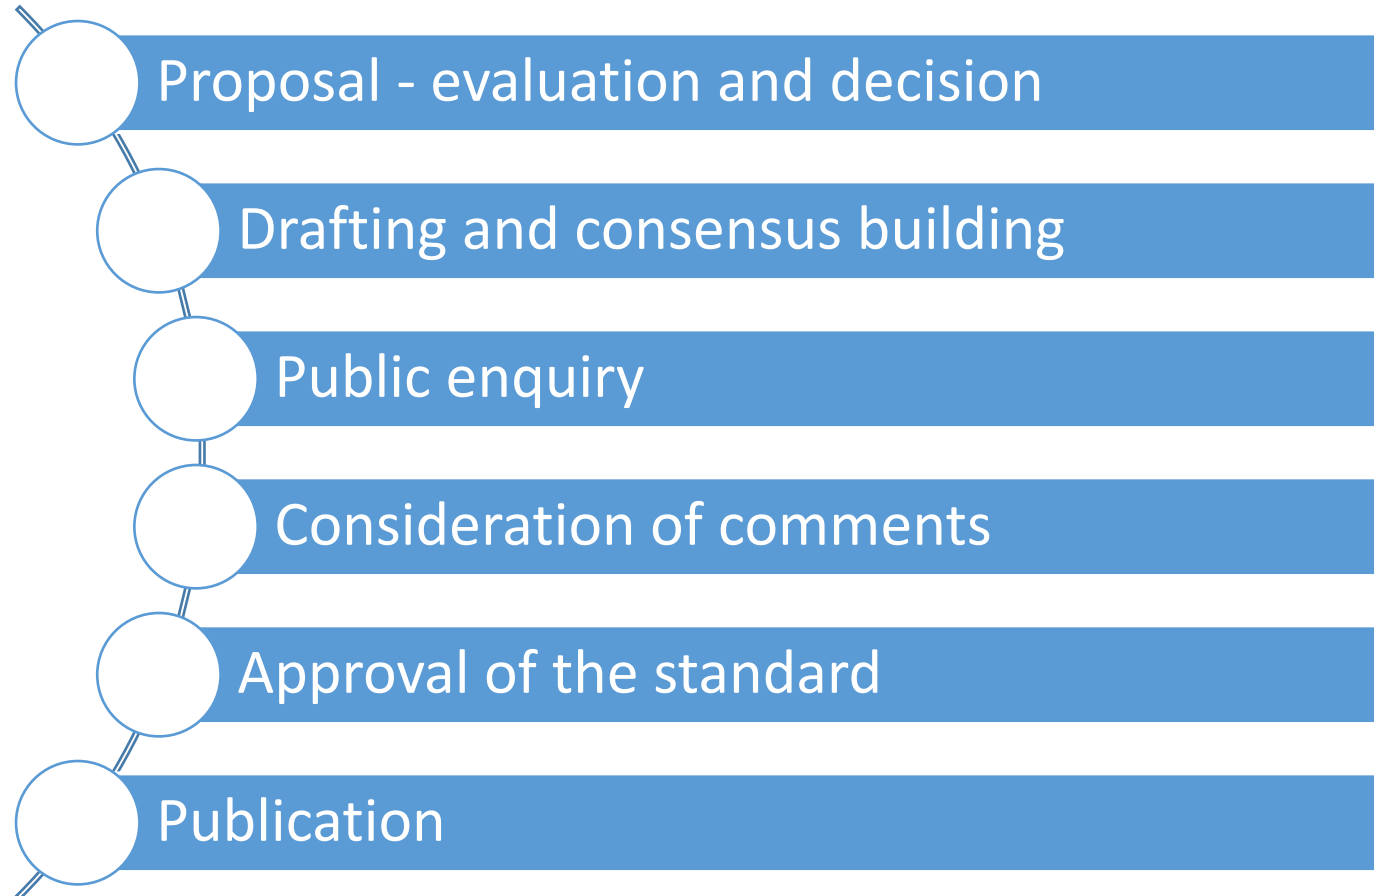 Proposal - evaluation and decision
Drafting and consensus building
Public enquiry
Consideration of comments
Approval of the standard
Publication